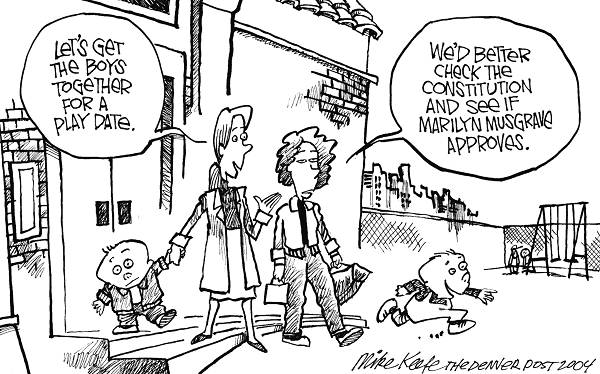 LET'S GET
THE BOYS
TOGETHER
FOR A
PLAY DATE.
WE'D BETTER
CHECK THE
CONSTITUTION
AND SEE IF
MARILYN MUSGRAVE
APPROVES.
Mike Keefe THE DENVER POST 2004